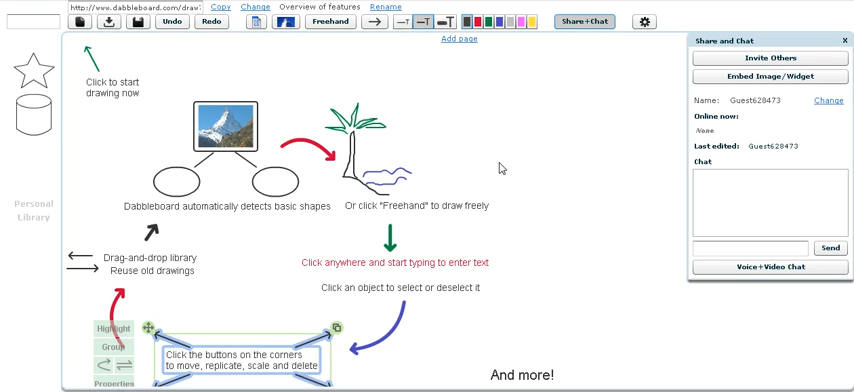 http://www.dabbleboard.com/draw?
Copy Change Overview of features Rename
Undo Redo Freehand T T T Share+Chat
Add page
Share and Chat X
Invite Others
Embed Image/Widget
Name: Guest628473 Change
Online now:
None
Last edited: Guest628473
Chat
Send
Voice+Video Chat
Personal
Library
Click to start
drawing now
Dabbleboard automatically detects basic shapes
Or click "Freehand" to draw freely
Drag-and-drop library
Reuse old drawings
Click anywhere and start typing to enter text
Click an object to select or deselect it
Highlight
Group
Properties
Click the buttons on the corners
to move, replicate, scale and delete
And more!